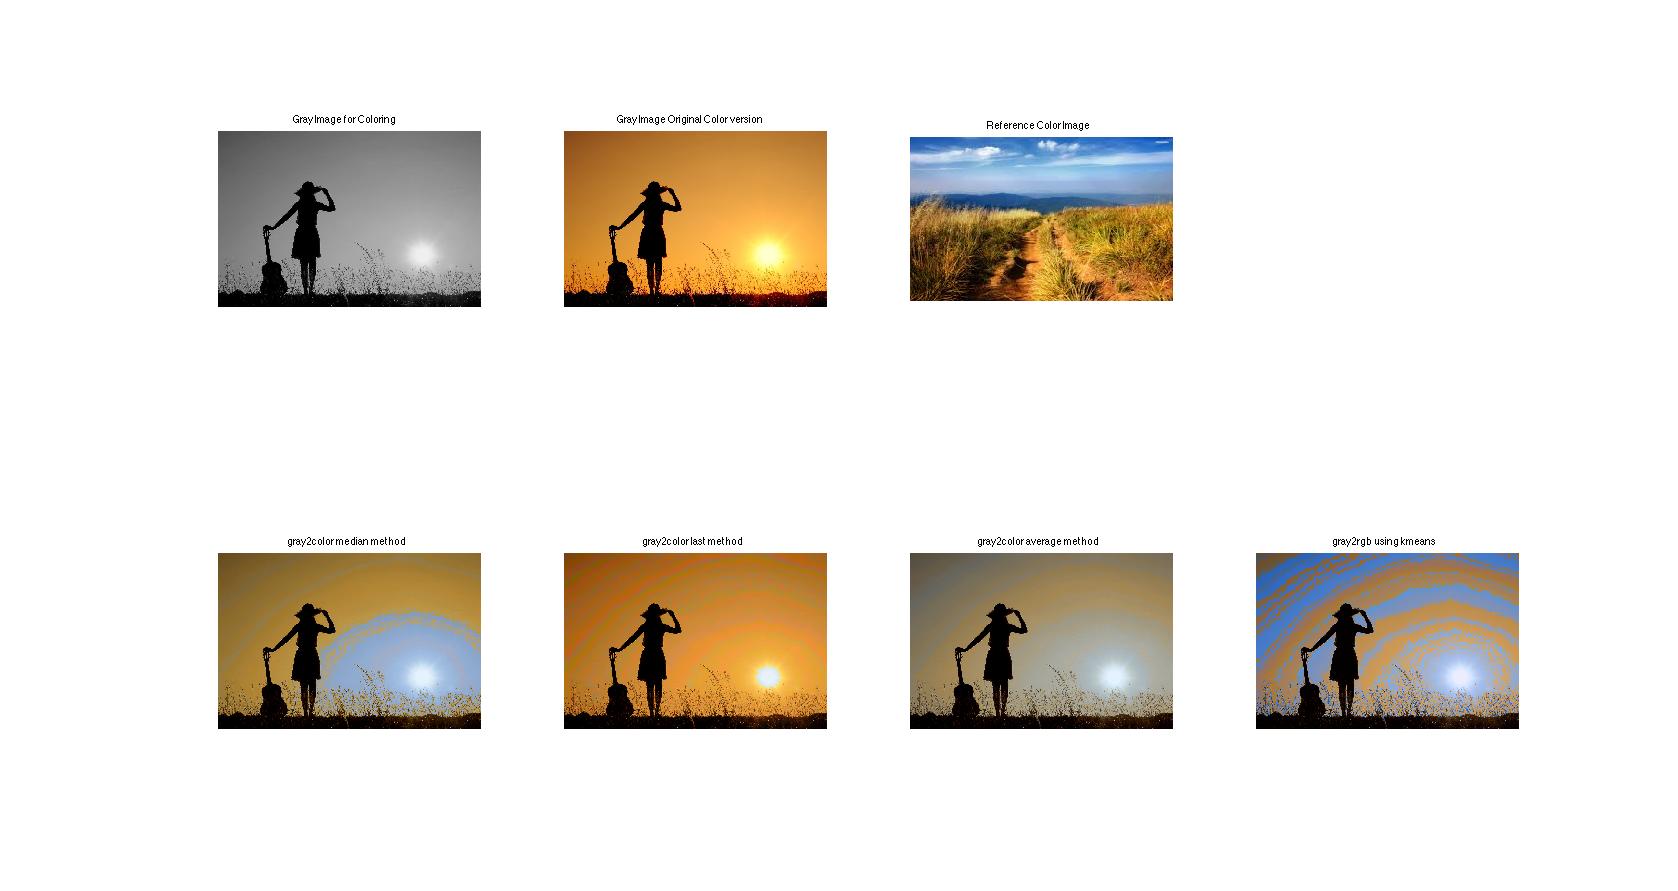 Gray Image for Coloring
Gray Image Original Color version
Reference Color Image
gray2color median method
gray2color last method
gray2color average method
gray2rgb using kmeans